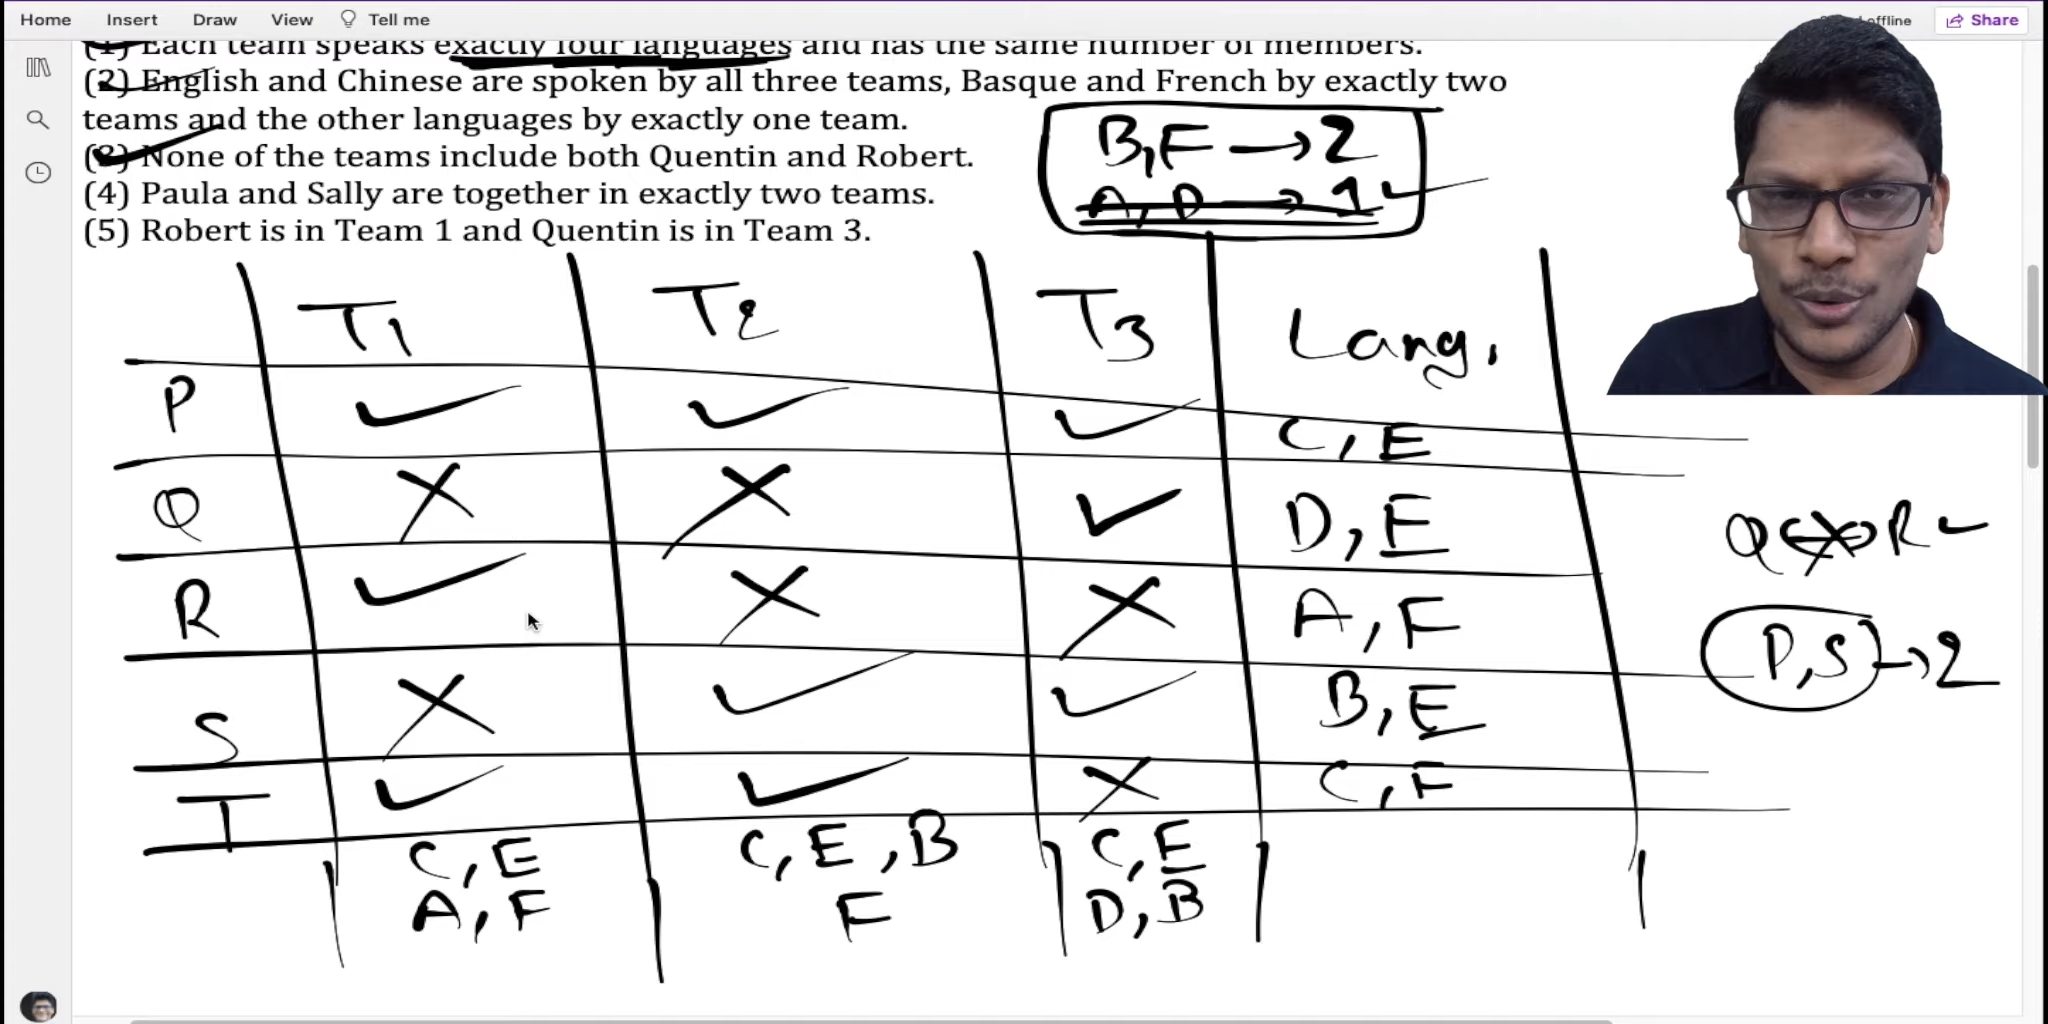 Home Insert Draw View Tell me offline Share
(1) Each team speaks exactly four languages and has the same number of members.
(2) English and Chinese are spoken by all three teams, Basque and French by exactly two
teams and the other languages by exactly one team.
(3) None of the teams include both Quentin and Robert.
(4) Paula and Sally are together in exactly two teams.
(5) Robert is in Team 1 and Quentin is in Team 3.
B,F → 2
A, D → 1
T1 T2 T3 Lang.
P C, E
Q D, E
R A, F
S B, E
T C, F
C, E C, E, B C, E
A, F F D, B
Q R
P,S → 2